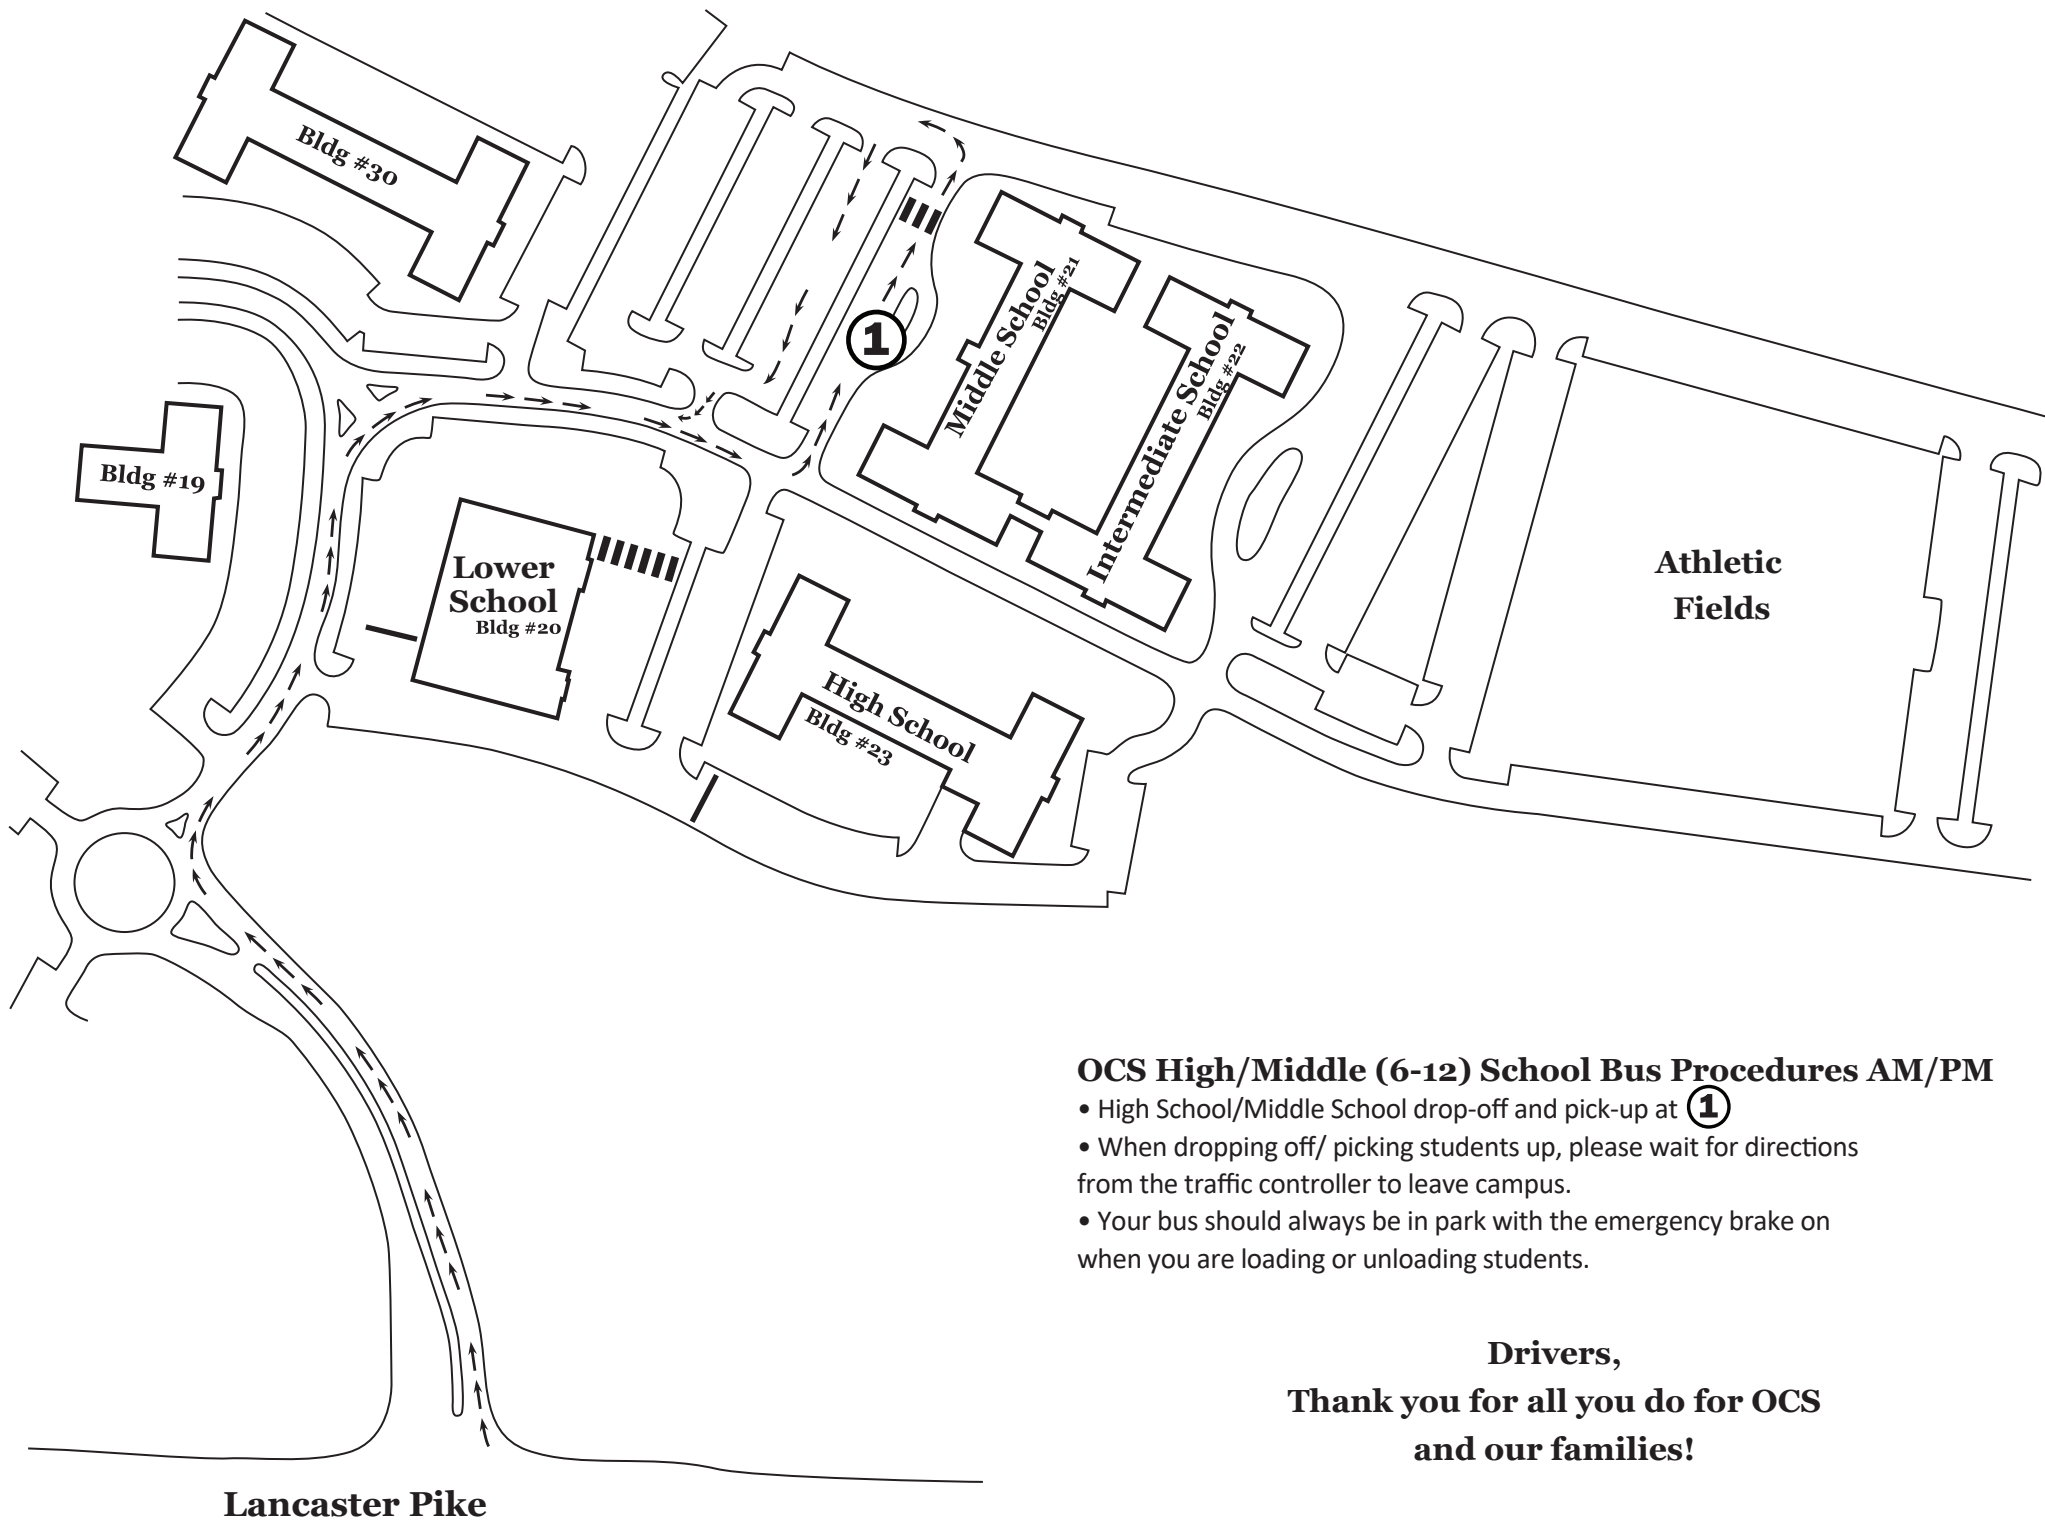 Bldg #30
Bldg #19
Lower
School
Bldg #20
1
Middle School
Bldg #21
Intermediate School
Bldg #22
High School
Bldg #23
Athletic
Fields
OCS High/Middle (6-12) School Bus Procedures AM/PM
• High School/Middle School drop-off and pick-up at 1
• When dropping off/ picking students up, please wait for directions
from the traffic controller to leave campus.
• Your bus should always be in park with the emergency brake on
when you are loading or unloading students.
Drivers,
Thank you for all you do for OCS
and our families!
Lancaster Pike